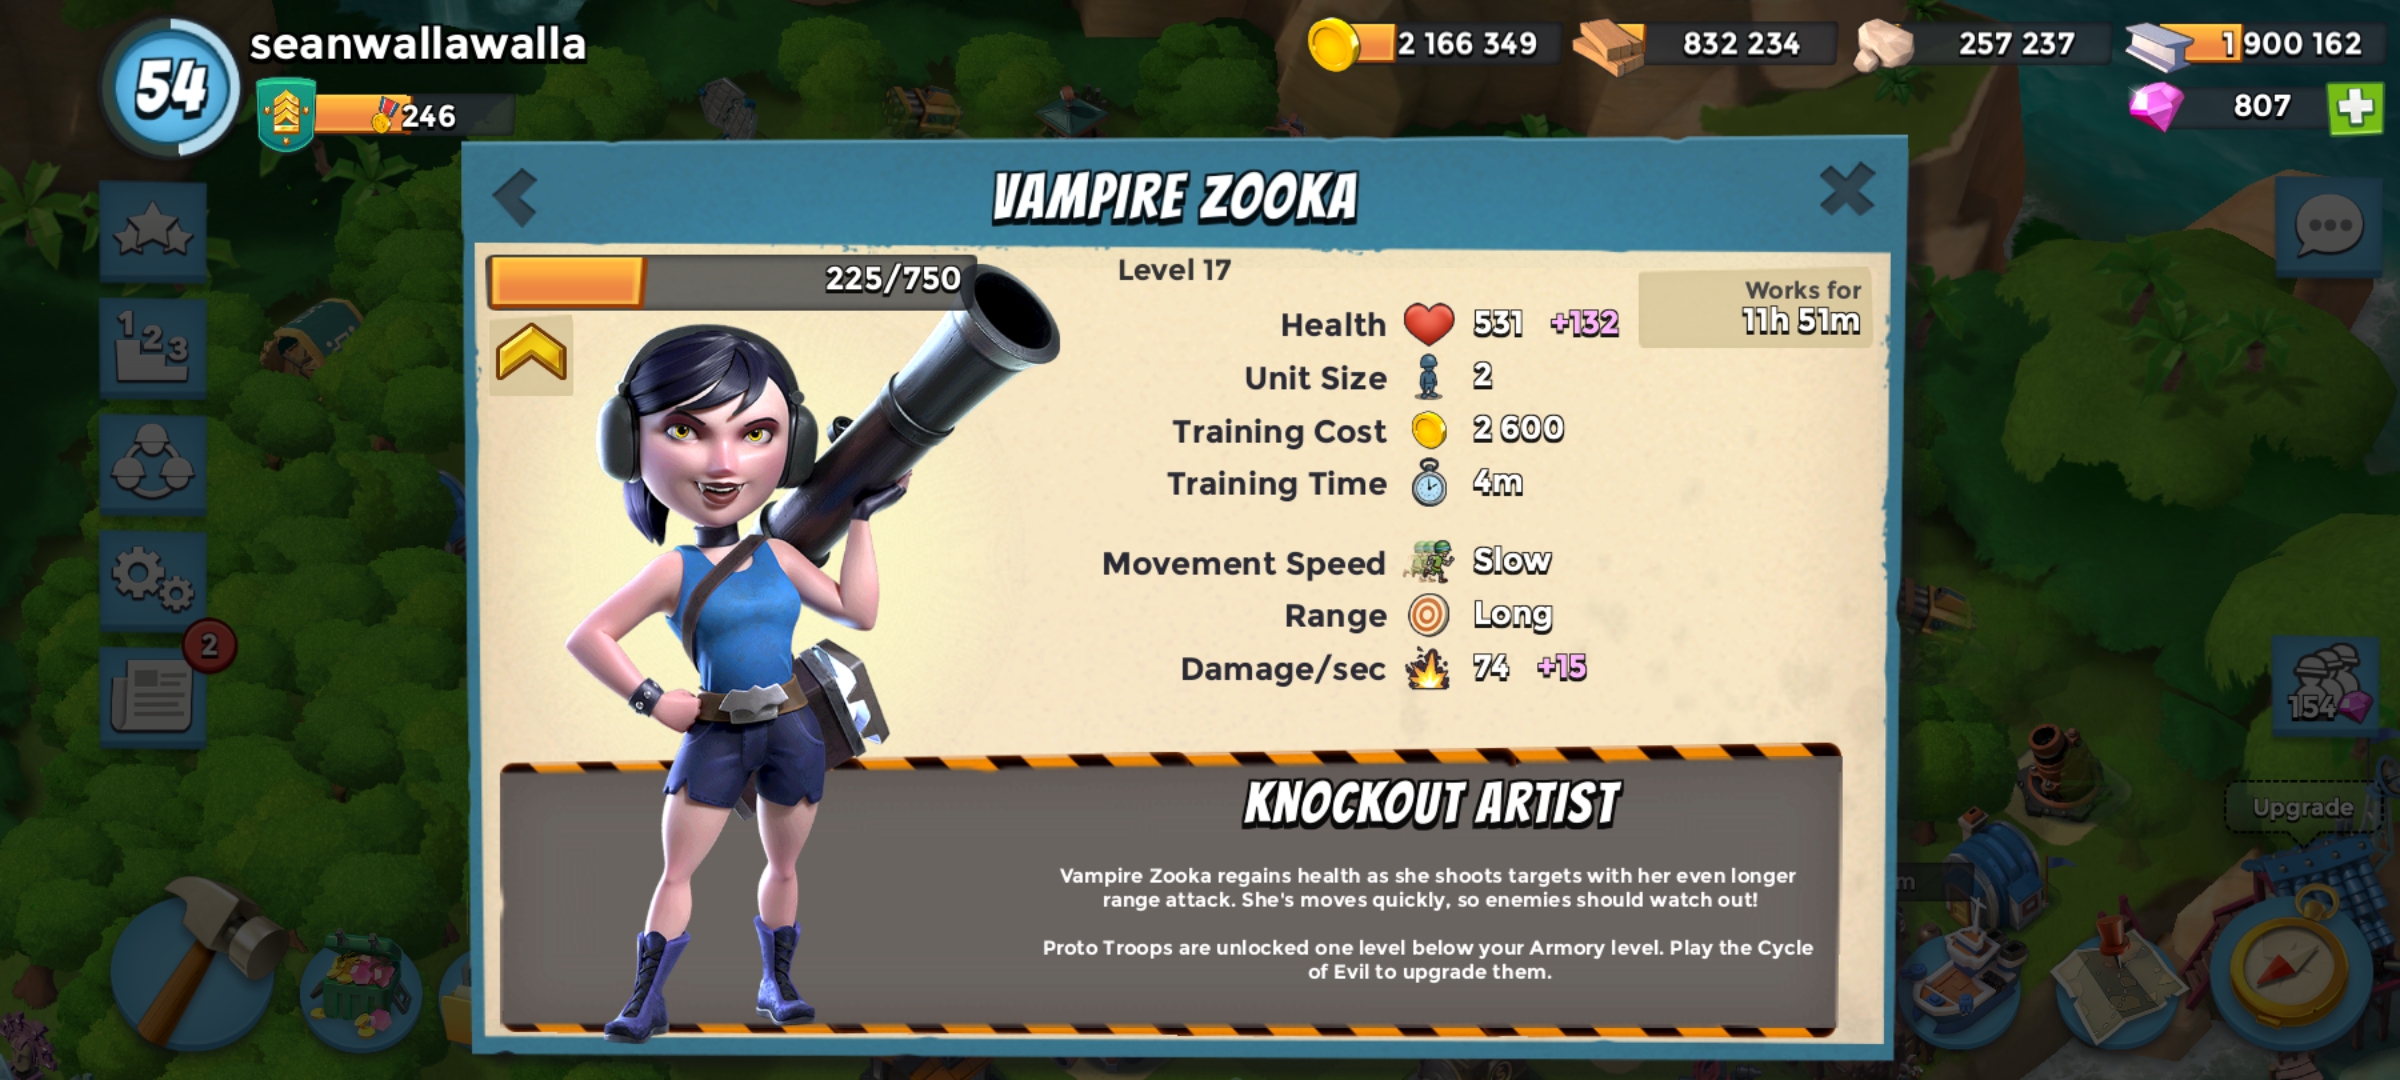 54
seanwallawalla
246
2 166 349
832 234
257 237
1 900 162
807
VAMPIRE ZOOKA
225/750
Level 17
Works for
11h 51m
Health 531 +132
Unit Size 2
Training Cost 2 600
Training Time 4m
Movement Speed Slow
Range Long
Damage/sec 74 +15
1 2 3
2
154
Upgrade
m
KNOCKOUT ARTIST
Vampire Zooka regains health as she shoots targets with her even longer
range attack. She's moves quickly, so enemies should watch out!
Proto Troops are unlocked one level below your Armory level. Play the Cycle
of Evil to upgrade them.